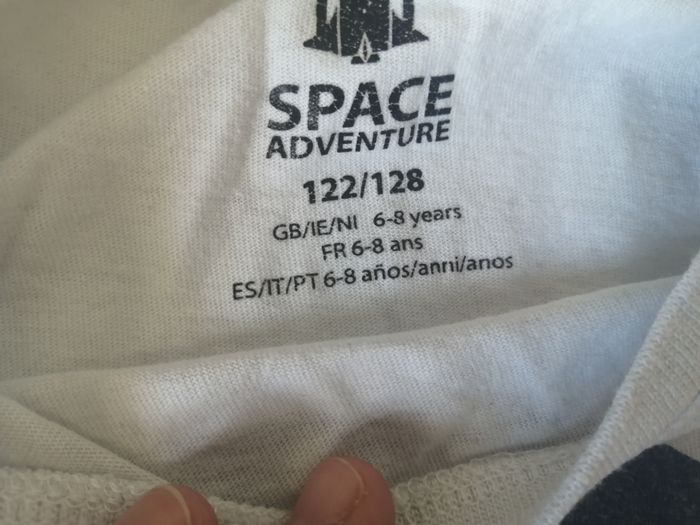 SPACE
ADVENTURE
122/128
GB/IE/NI 6-8 years
FR 6-8 ans
ES/IT/PT 6-8 años/anni/anos